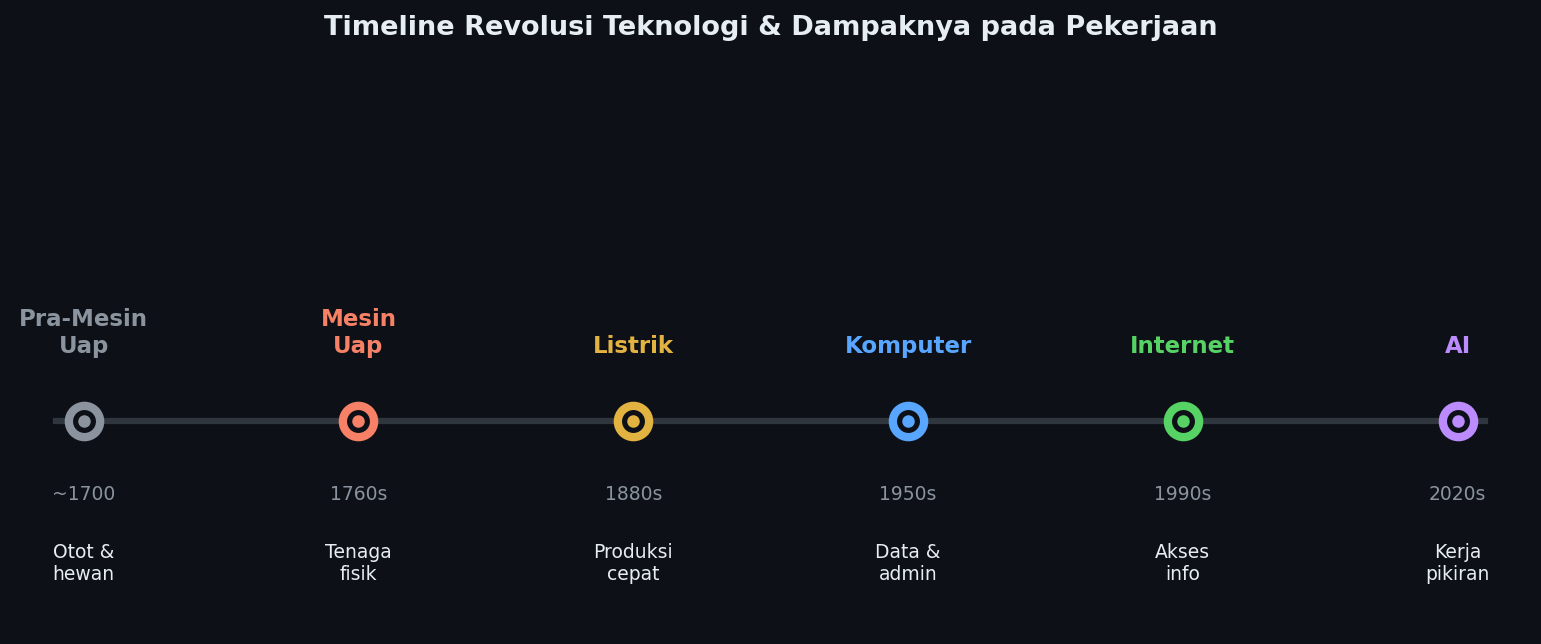 Timeline Revolusi Teknologi & Dampaknya pada Pekerjaan
Pra-Mesin
Uap
Mesin
Uap
Listrik
Komputer
Internet
AI
~1700
1760s
1880s
1950s
1990s
2020s
Otot &
hewan
Tenaga
fisik
Produksi
cepat
Data &
admin
Akses
info
Kerja
pikiran